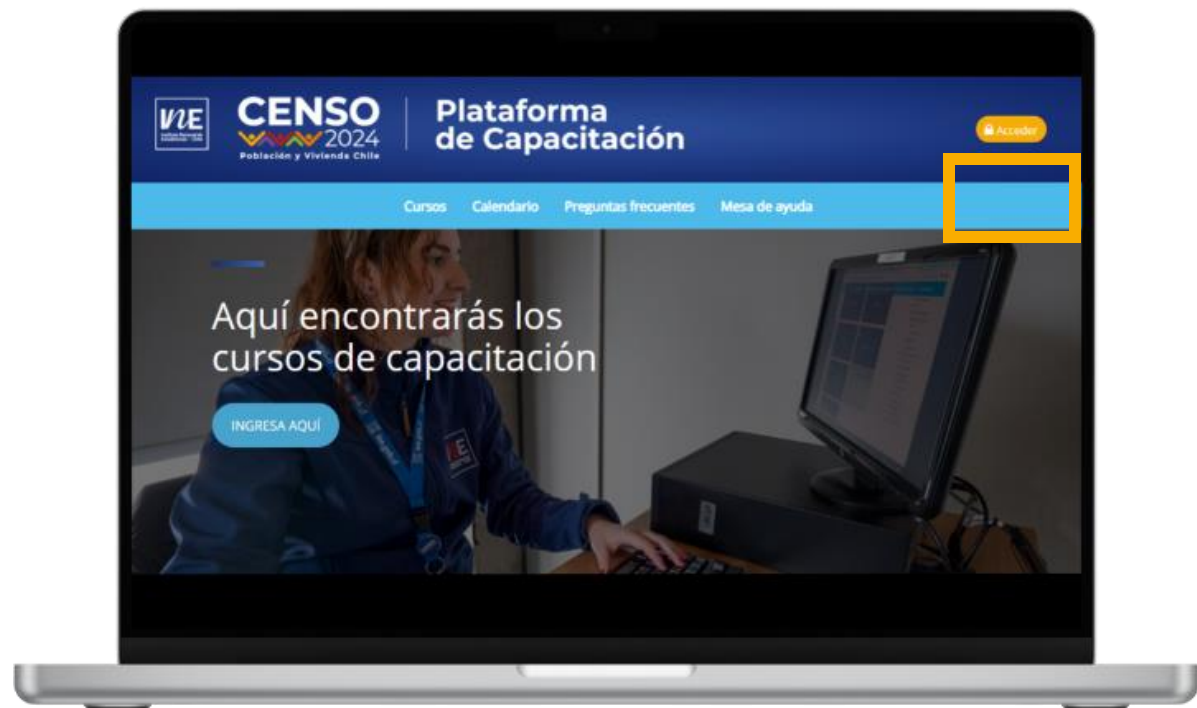 INE
CENSO
2024
Población y Vivienda Chile
Plataforma
de Capacitación
Acceder
Cursos Calendario Preguntas frecuentes Mesa de ayuda
Aquí encontrarás los
cursos de capacitación
INGRESA AQUÍ